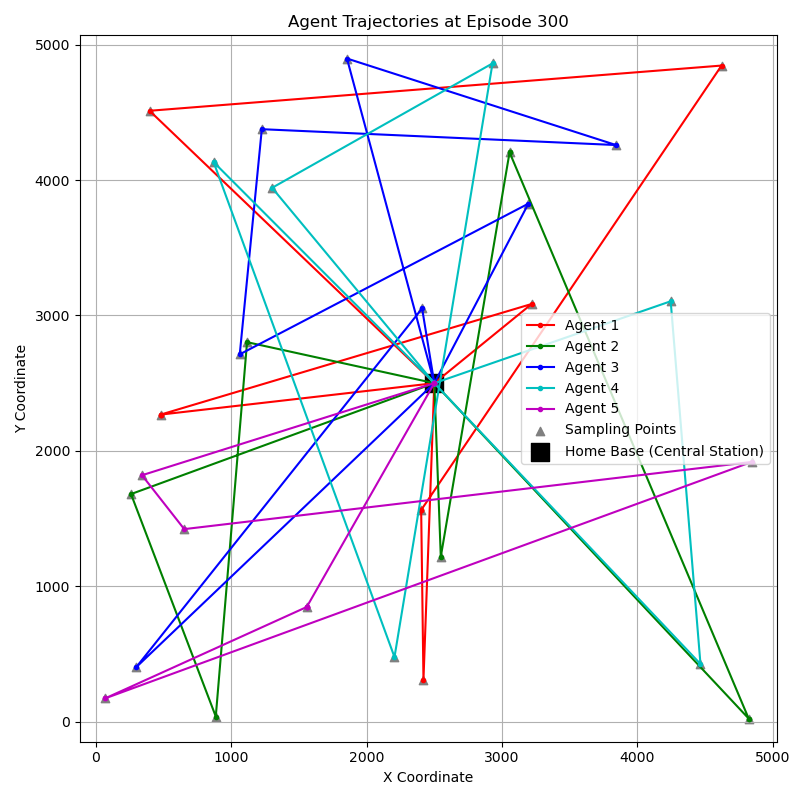 Agent Trajectories at Episode 300
5000
4000
3000
2000
1000
0
Y Coordinate
Agent 1
Agent 2
Agent 3
Agent 4
Agent 5
Sampling Points
Home Base (Central Station)
0 1000 2000 3000 4000 5000
X Coordinate